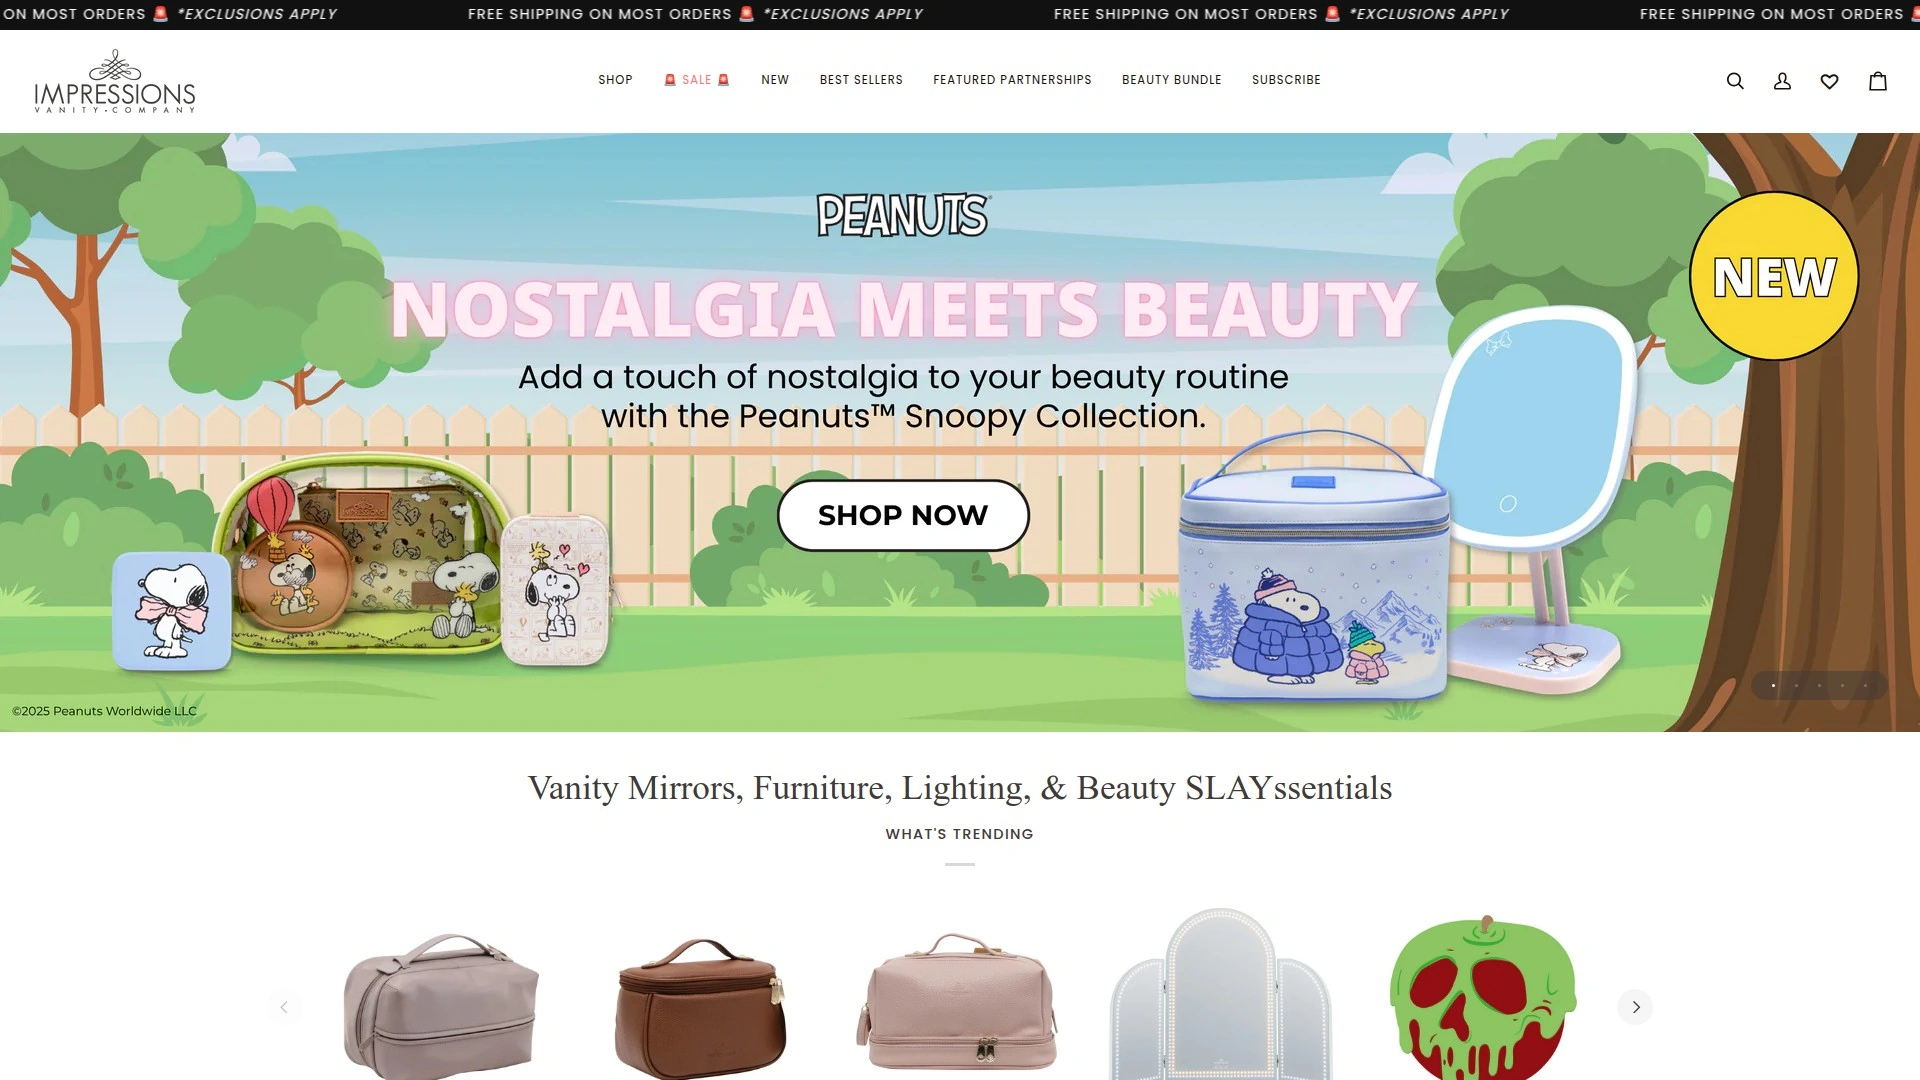 ON MOST ORDERS 🚨 *EXCLUSIONS APPLY FREE SHIPPING ON MOST ORDERS 🚨 *EXCLUSIONS APPLY FREE SHIPPING ON MOST ORDERS 🚨 *EXCLUSIONS APPLY FREE SHIPPING ON MOST ORDERS 🚨
IMPRESSIONS
VANITY•COMPANY
SHOP 🚨 SALE 🚨 NEW BEST SELLERS FEATURED PARTNERSHIPS BEAUTY BUNDLE SUBSCRIBE
PEANUTS
NEW
NOSTALGIA MEETS BEAUTY
Add a touch of nostalgia to your beauty routine
with the Peanuts™ Snoopy Collection.
SHOP NOW
©2025 Peanuts Worldwide LLC
Vanity Mirrors, Furniture, Lighting, & Beauty SLAYssentials
WHAT'S TRENDING